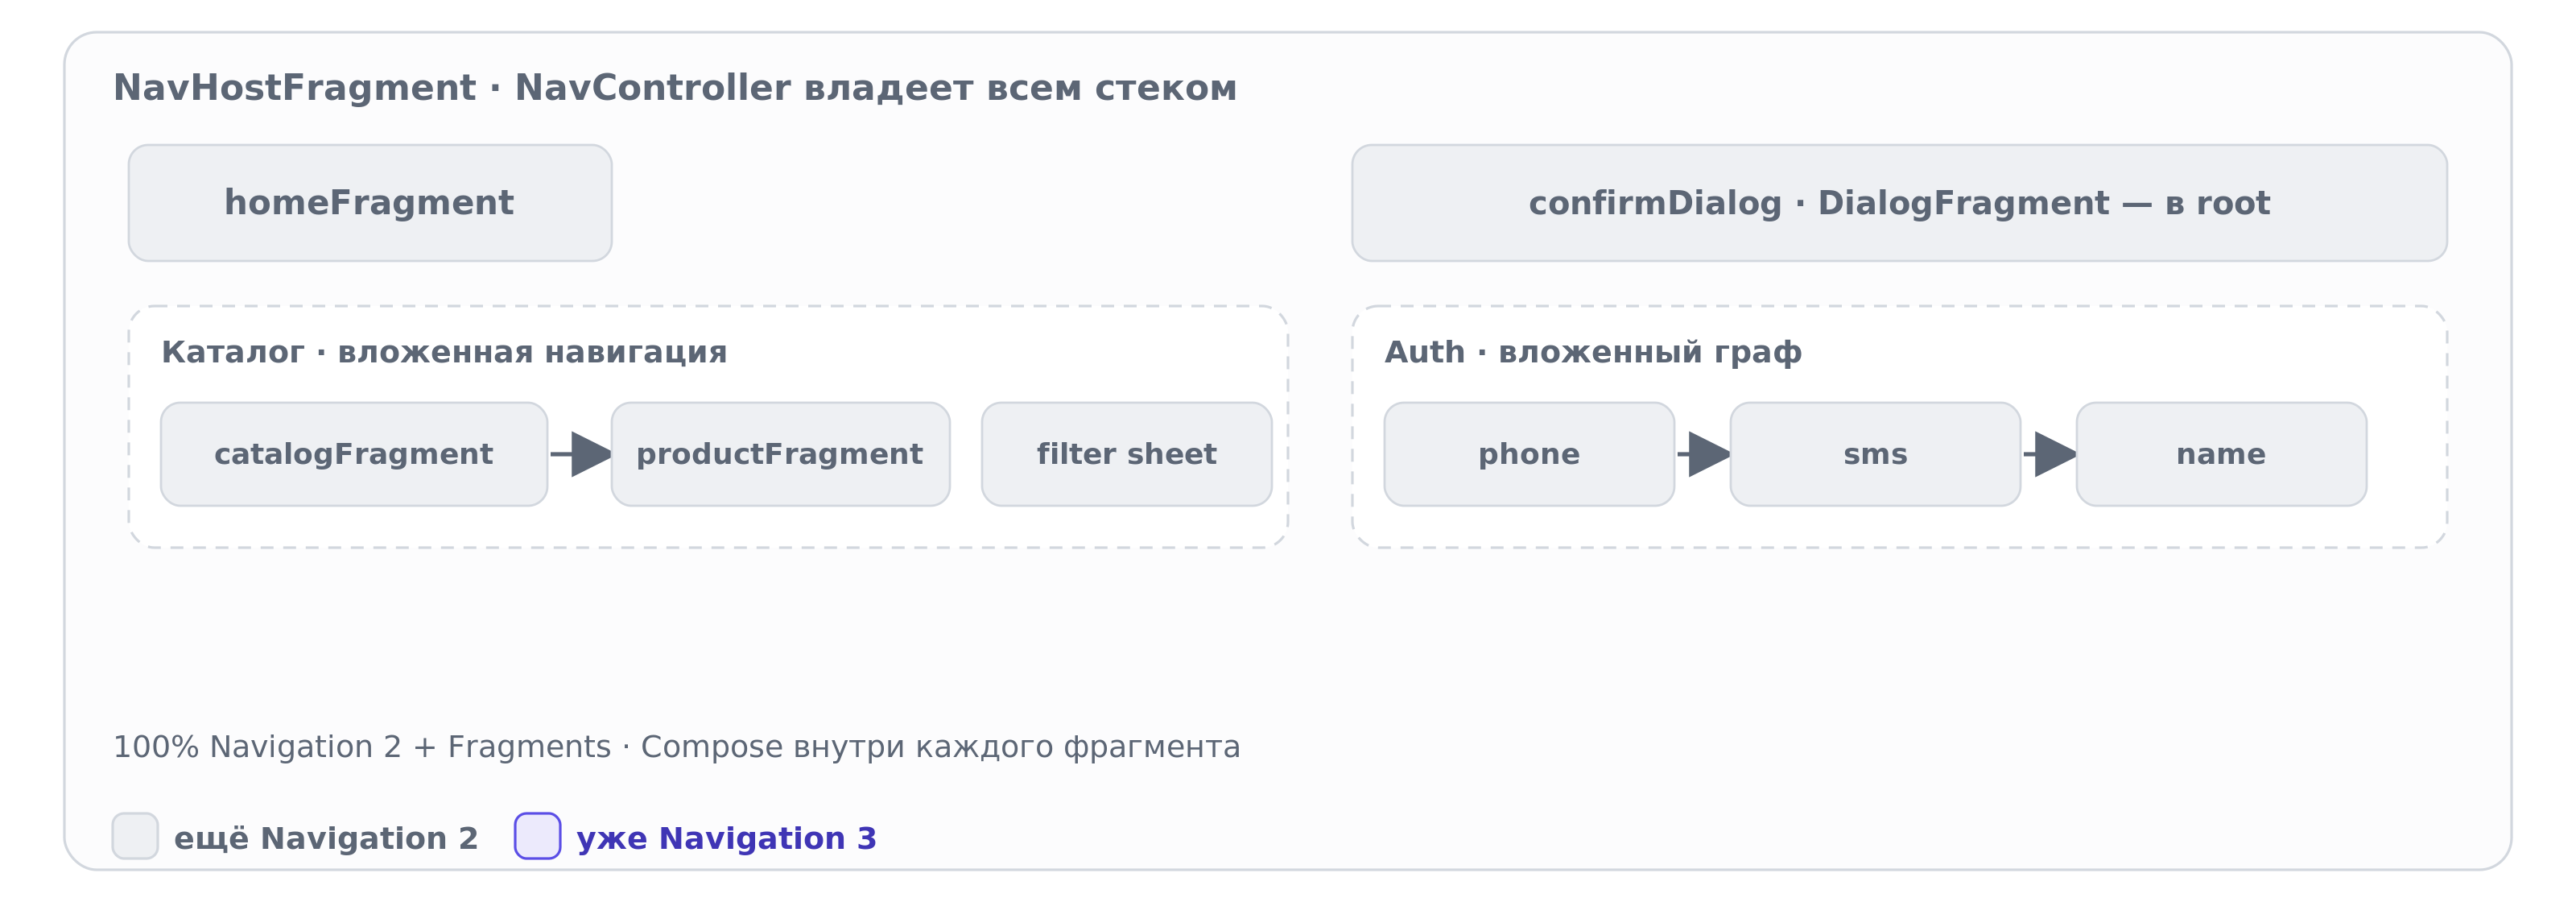 NavHostFragment · NavController владеет всем стеком
homeFragment
confirmDialog · DialogFragment — в root
Каталог · вложенная навигация
catalogFragment
productFragment
filter sheet
Auth · вложенный граф
phone
sms
name
100% Navigation 2 + Fragments · Compose внутри каждого фрагмента
ещё Navigation 2
уже Navigation 3